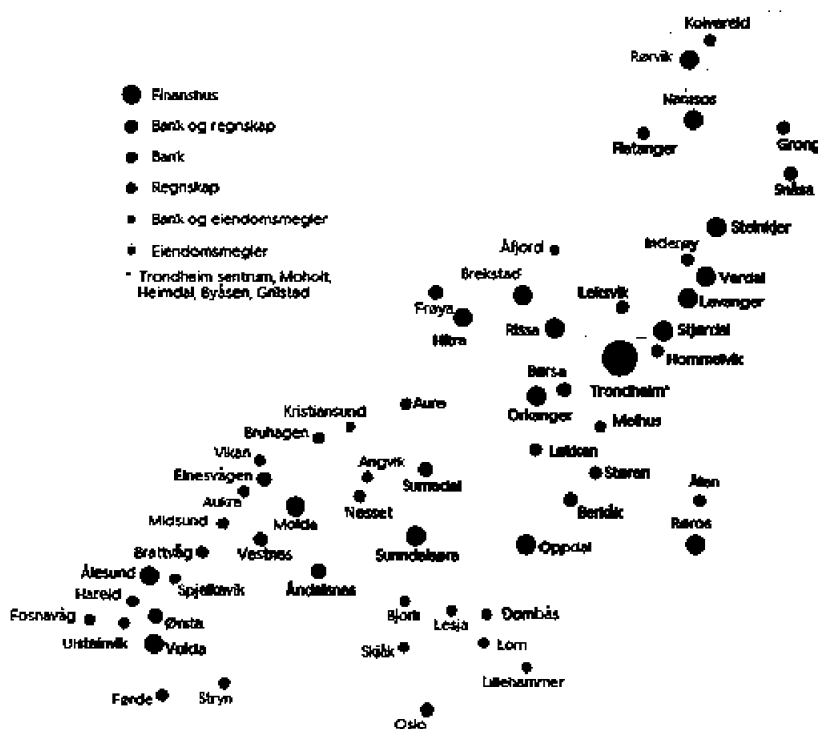 Kolvereid
Rørvik
Finanshus
Namsos
Bank og regnskap
Flatanger
Grong
Bank
Snåsa
Regnskap
Bank og eiendomsmegler
Steinkjer
Inderøy
Eiendomsmegler
Åfjord
* Trondheim sentrum, Moholt,
Heimdal, Byåsen, Grilstad
Brekstad
Verdal
Leksvik
Levanger
Frøya
Hitra
Rissa
Stjørdal
Hommelvik
Børsa
Trondheim*
Aure
Orkanger
Kristiansund
Melhus
Bruhagen
Vikan
Angvik
Løkken
Elnesvågen
Surnadal
Støren
Ålen
Aukra
Nesset
Berkåk
Midsund
Molde
Røros
Brattvåg
Vestnes
Sunndalsøra
Oppdal
Ålesund
Spjelkavik
Åndalsnes
Hareid
Fosnavåg
Ørsta
Bjorli
Lesja
Dombås
Ulsteinvik
Volda
Skjåk
Lom
Lillehammer
Førde
Stryn
Oslo